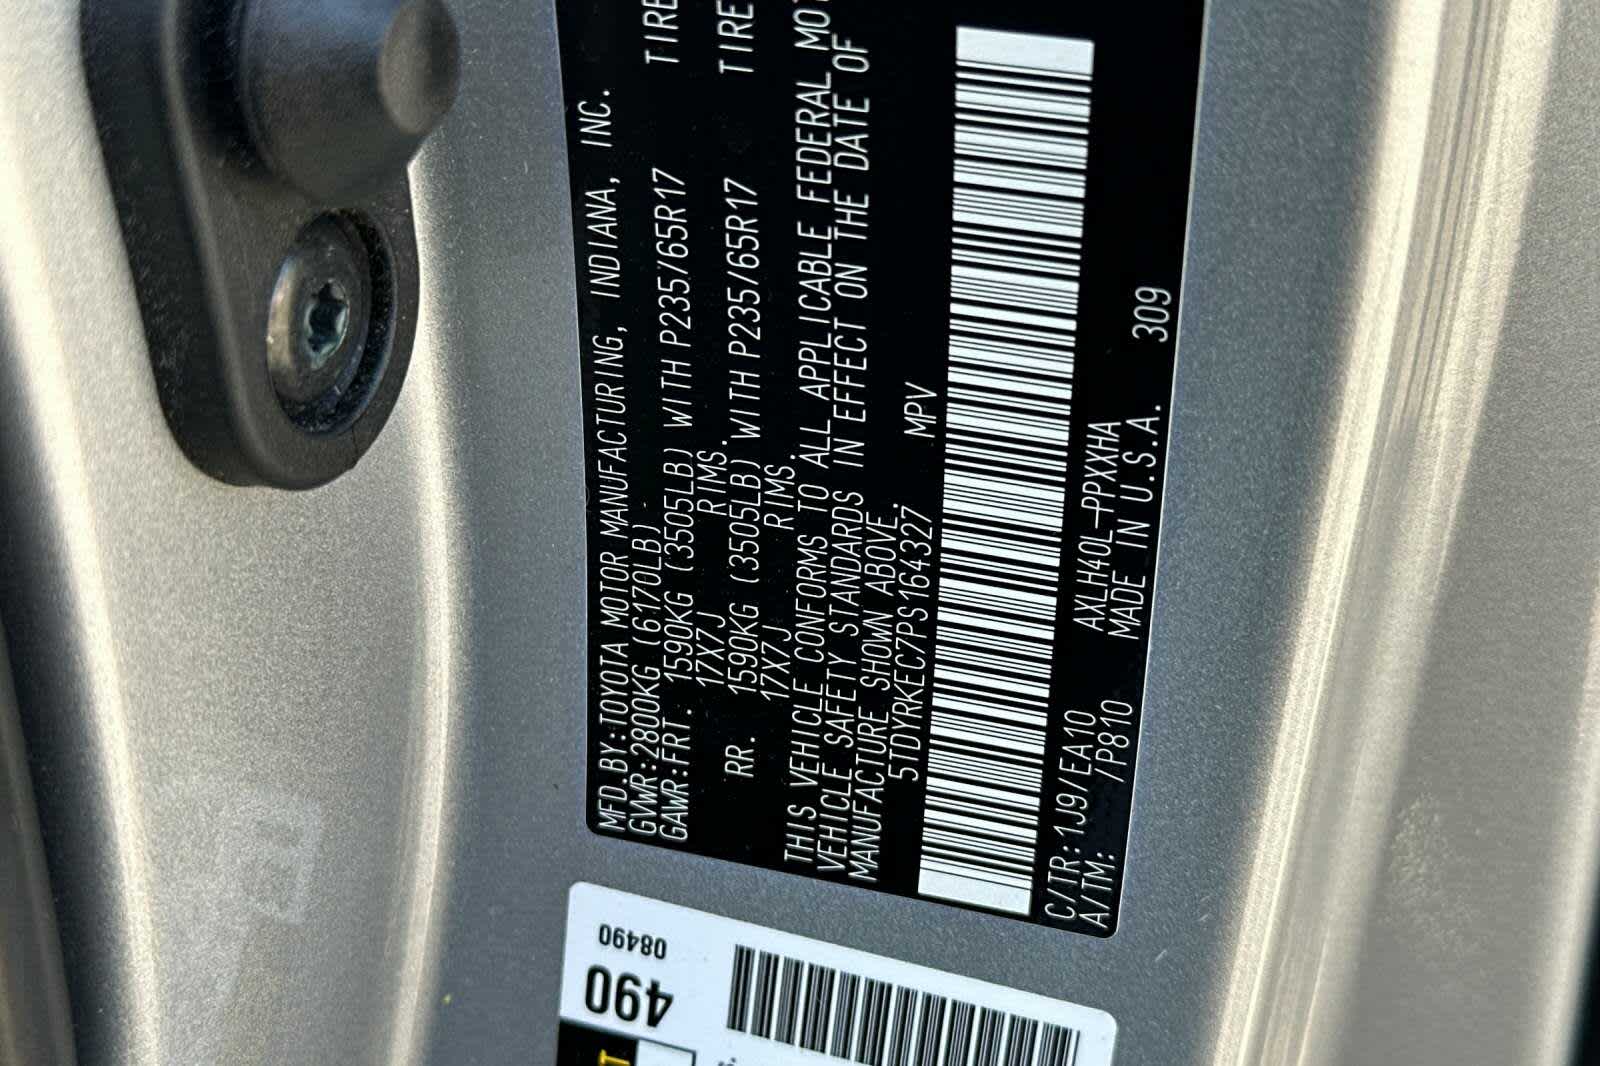 MFD.BY:TOYOTA MOTOR MANUFACTURING, INDIANA, INC.
GVWR:2800KG (6170LB)
GAWR:FRT. 1590KG (3505LB) WITH P235/65R17 TIRE
17X7J RIMS.
RR. 1590KG (3505LB) WITH P235/65R17 TIRE
17X7J RIMS.
THIS VEHICLE CONFORMS TO ALL APPLICABLE FEDERAL MOT
VEHICLE SAFETY STANDARDS IN EFFECT ON THE DATE OF
MANUFACTURE SHOWN ABOVE.
5TDYRKEC7PS164327 MPV
C/TR: 1J9/EA10 AXLH40L-PPXXHA
A/TM: /P810 MADE IN U.S.A. 309
08490
490